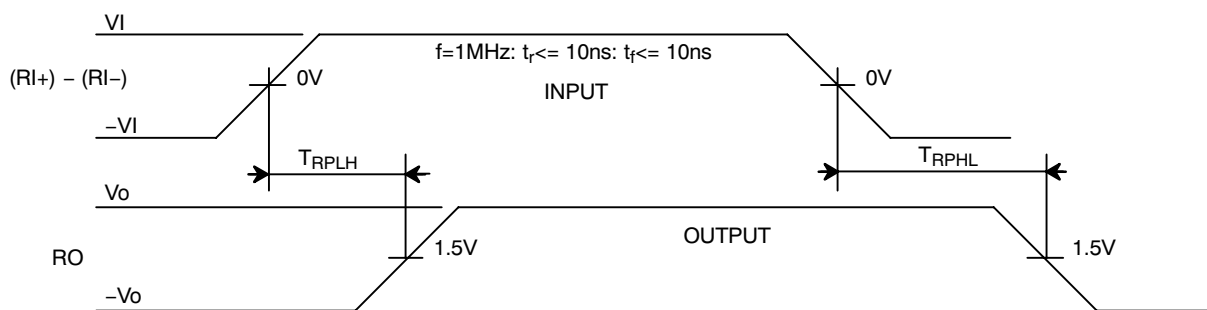 VI
f=1MHz: tr<= 10ns: tf<= 10ns
(RI+) − (RI−)
0V
INPUT
0V
−VI
TRPLH
TRPHL
Vo
OUTPUT
1.5V
1.5V
RO
−Vo